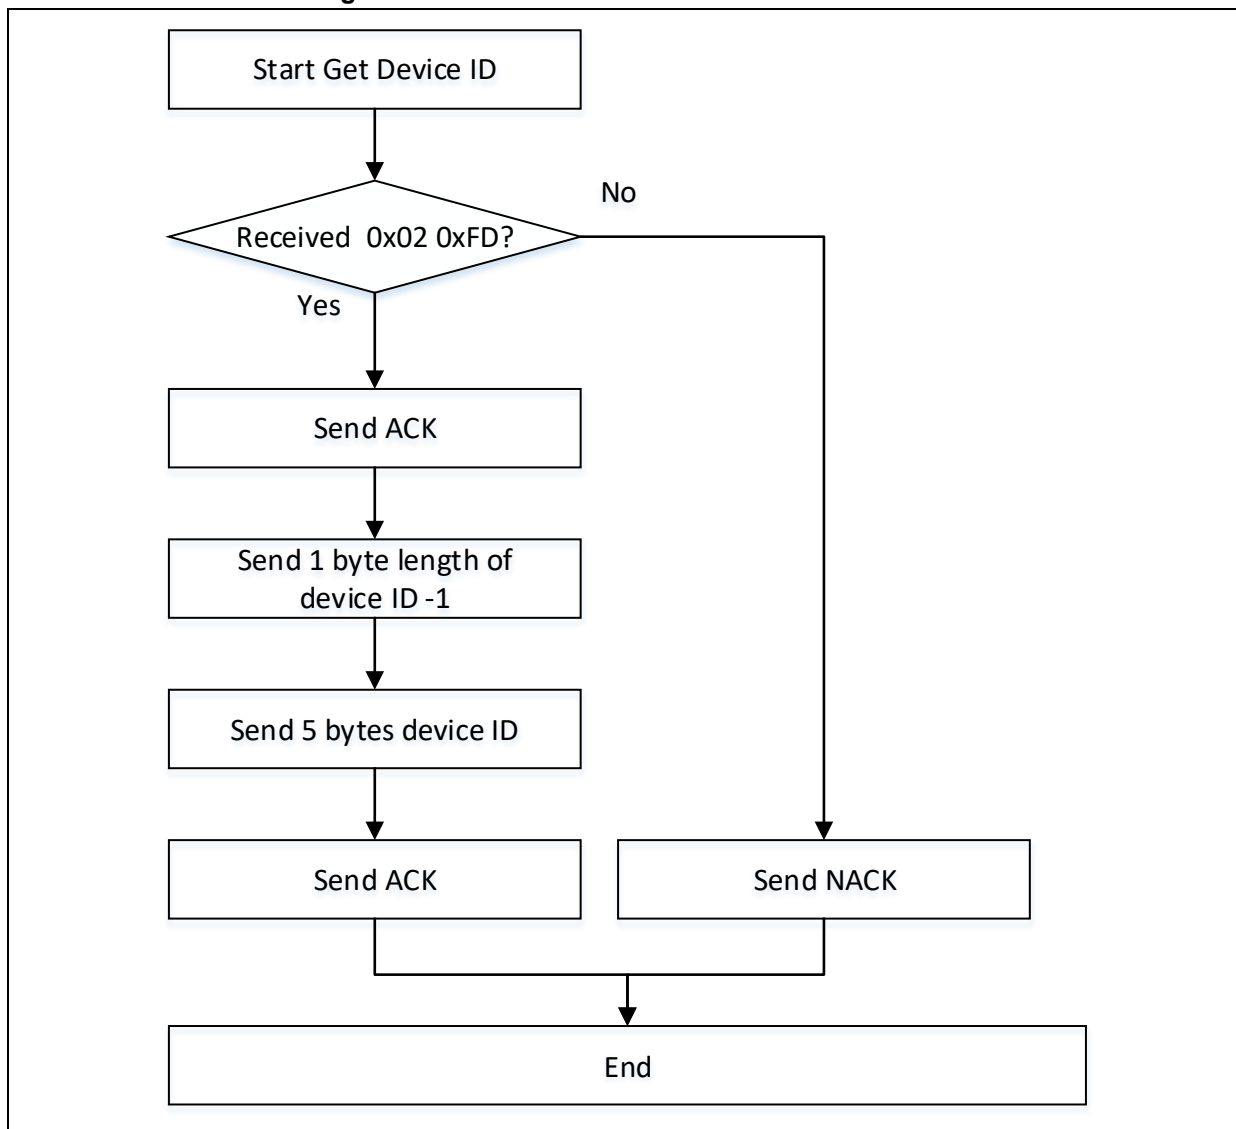 Start Get Device ID
No
Received 0x02 0xFD?
Yes
Send ACK
Send 1 byte length of
device ID -1
Send 5 bytes device ID
Send ACK
Send NACK
End